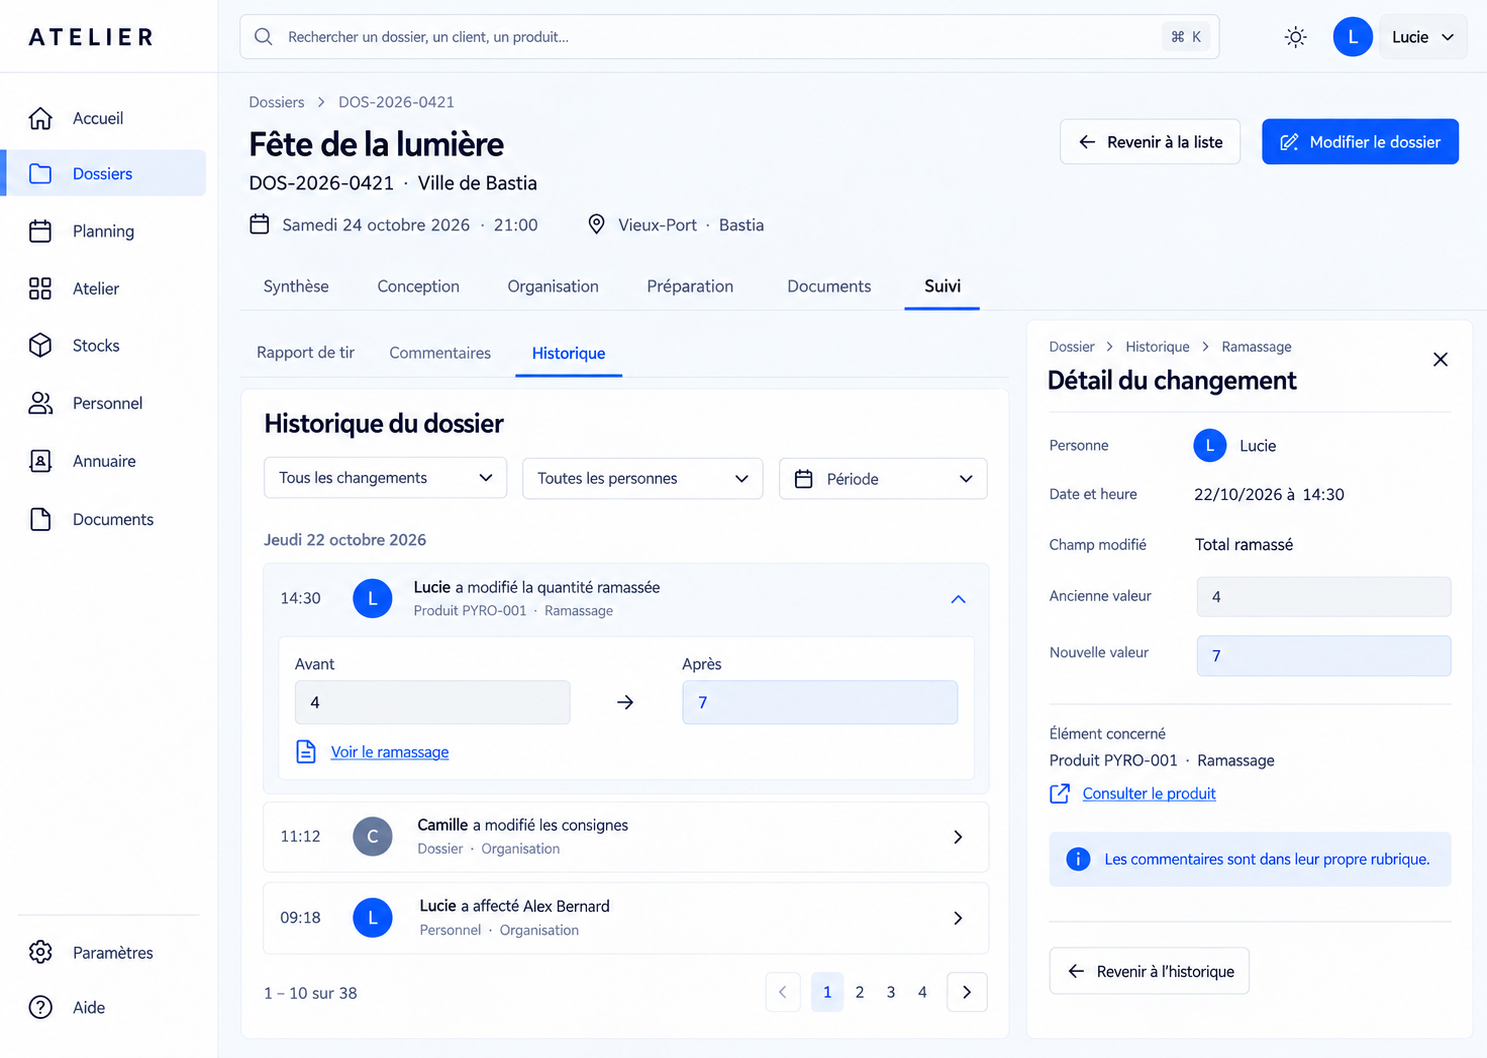 ATELIER
Rechercher un dossier, un client, un produit...
⌘ K
L
Lucie
Accueil
Dossiers
Planning
Atelier
Stocks
Personnel
Annuaire
Documents
Paramètres
Aide
Dossiers > DOS-2026-0421
Fête de la lumière
DOS-2026-0421 · Ville de Bastia
Samedi 24 octobre 2026 · 21:00
Vieux-Port · Bastia
← Revenir à la liste
Modifier le dossier
Synthèse
Conception
Organisation
Préparation
Documents
Suivi
Rapport de tir
Commentaires
Historique
Historique du dossier
Tous les changements
Toutes les personnes
Période
Jeudi 22 octobre 2026
14:30
L
Lucie a modifié la quantité ramassée
Produit PYRO-001 · Ramassage
Avant
Après
4
→
7
Voir le ramassage
11:12
C
Camille a modifié les consignes
Dossier · Organisation
09:18
L
Lucie a affecté Alex Bernard
Personnel · Organisation
1 – 10 sur 38
1
2
3
4
Dossier > Historique > Ramassage
Détail du changement
Personne
L
Lucie
Date et heure
22/10/2026 à 14:30
Champ modifié
Total ramassé
Ancienne valeur
4
Nouvelle valeur
7
Élément concerné
Produit PYRO-001 · Ramassage
Consulter le produit
Les commentaires sont dans leur propre rubrique.
← Revenir à l'historique